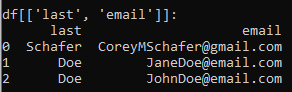 df[['last', 'email']]:
last email
0 Schafer CoreyMSchafer@gmail.com
1 Doe JaneDoe@email.com
2 Doe JohnDoe@email.com